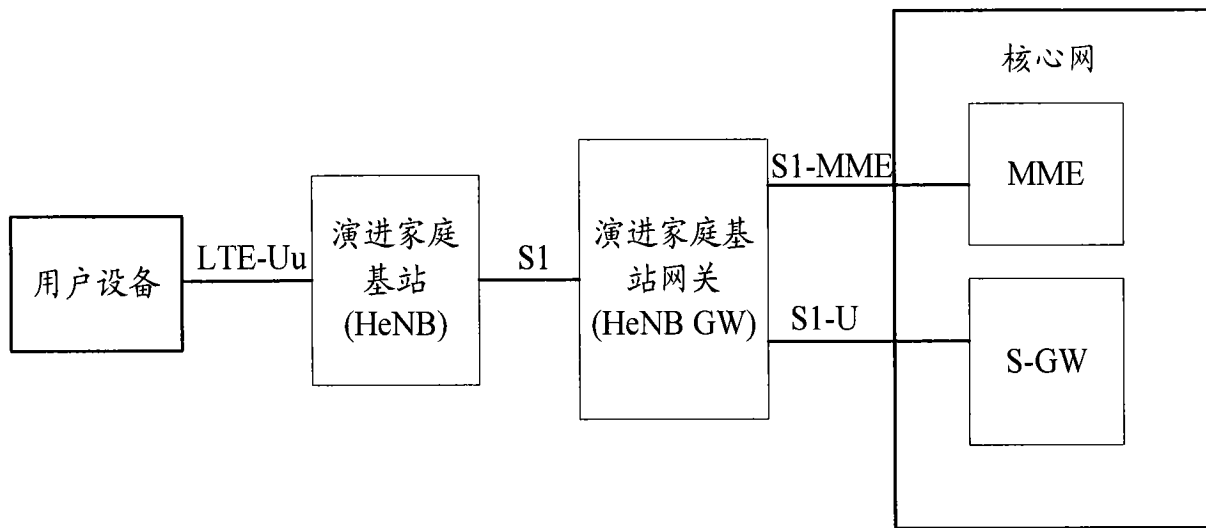 核心网
MME
S1-MME
用户设备
LTE-Uu
演进家庭
基站
(HeNB)
S1
演进家庭基
站网关
(HeNB GW)
S1-U
S-GW